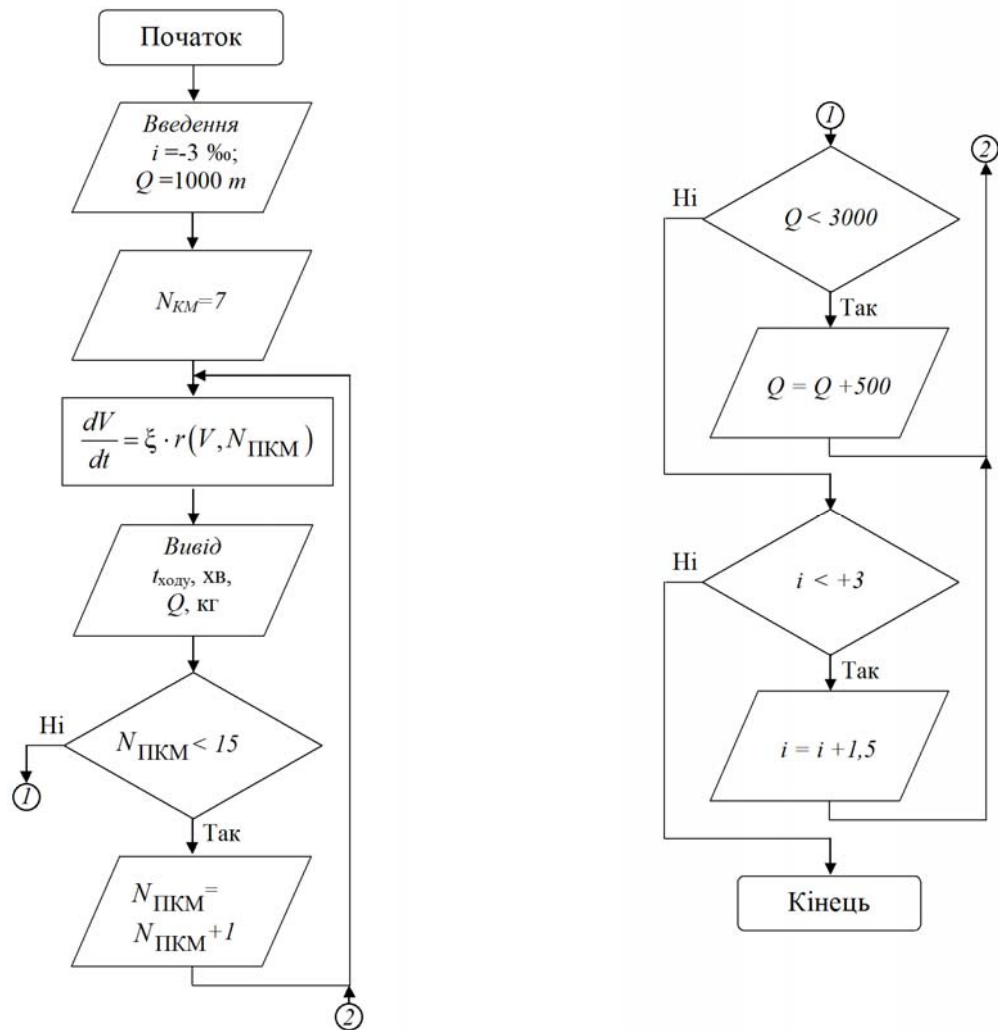 Початок
Введення
i =-3 ‰;
Q =1000 т
N_KM=7
dV/dt = ξ · r(V, N_ПКМ)
Вивід
t_ходу, хв,
Q, кг
Ні
N_ПКМ < 15
1
Так
N_ПКМ=
N_ПКМ+1
2
1
2
Ні
Q < 3000
Так
Q = Q +500
Ні
i < +3
Так
i = i +1,5
Кінець